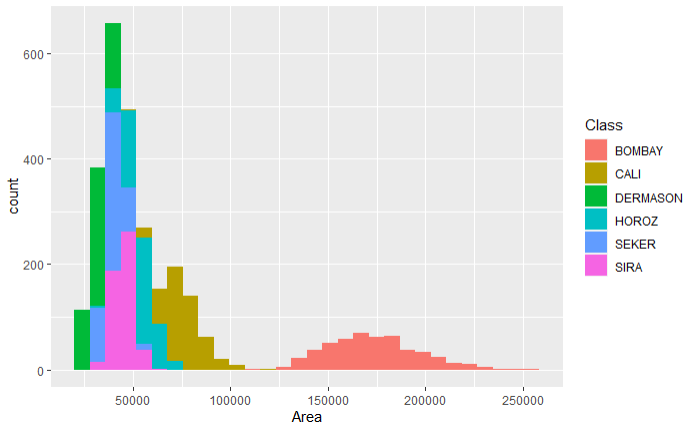 600
400
200
0
count
50000 100000 150000 200000 250000
Area
Class
BOMBAY
CALI
DERMASON
HOROZ
SEKER
SIRA